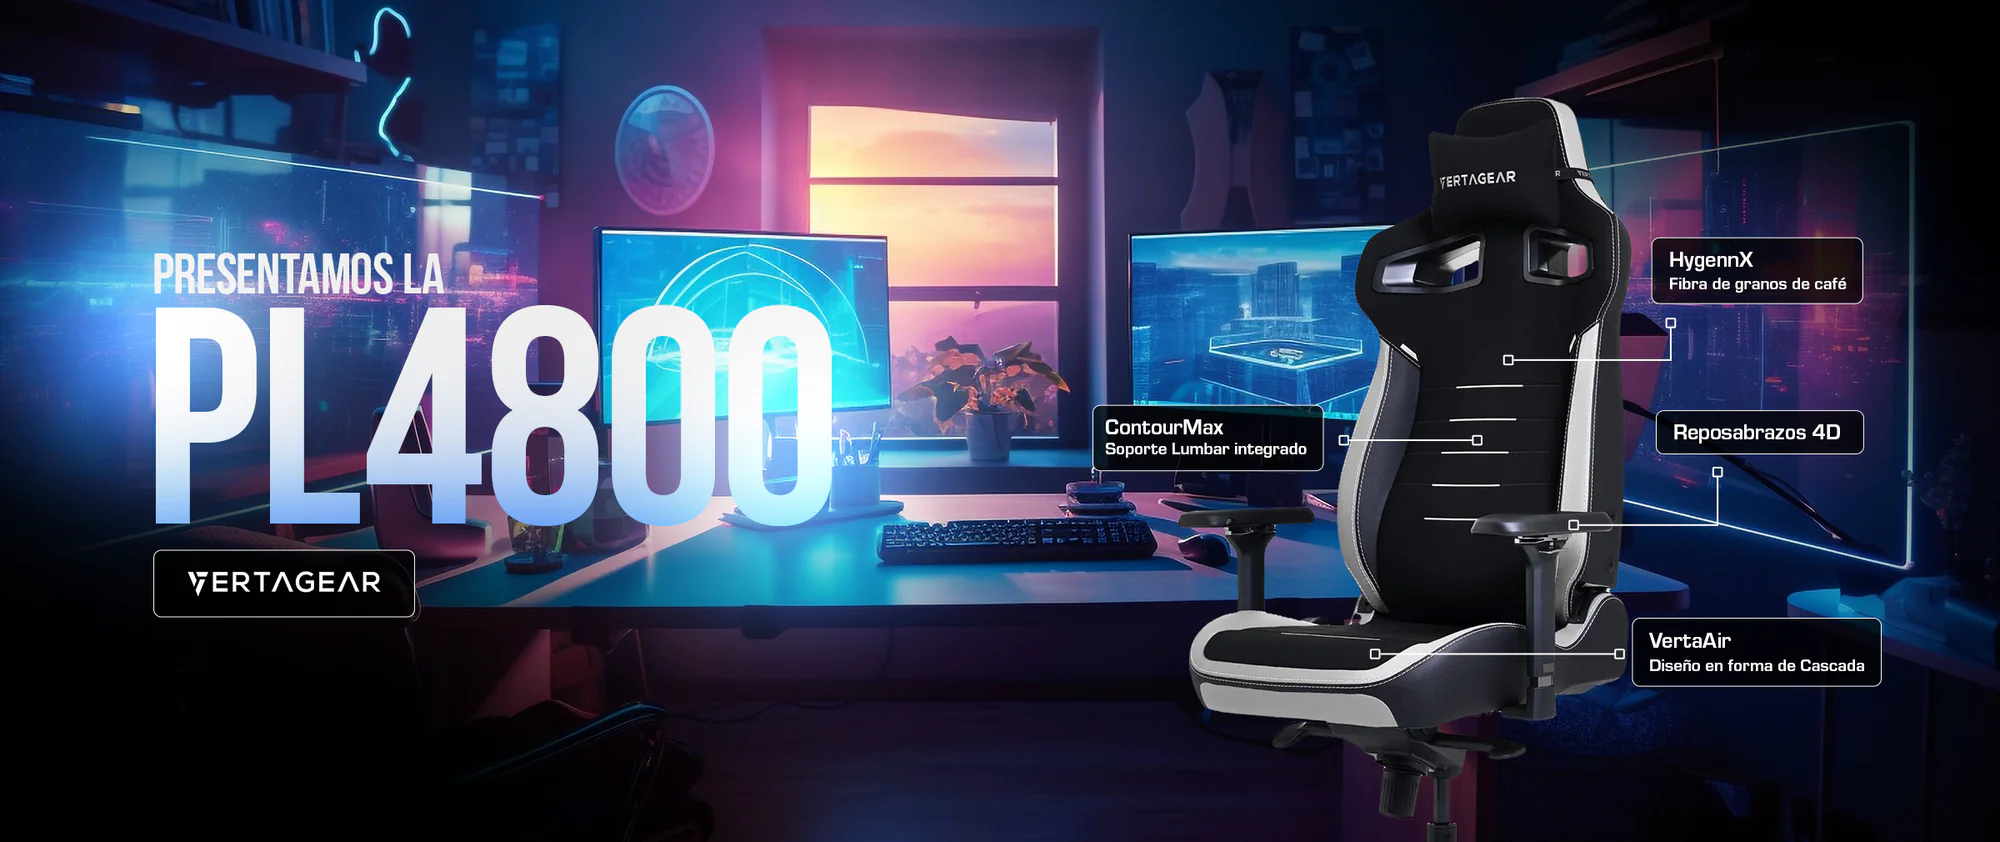 PRESENTAMOS LA
PL4800
VERTAGEAR
VERTAGEAR
HygennX
Fibra de granos de café
ContourMax
Soporte Lumbar integrado
Reposabrazos 4D
VertaAir
Diseño en forma de Cascada